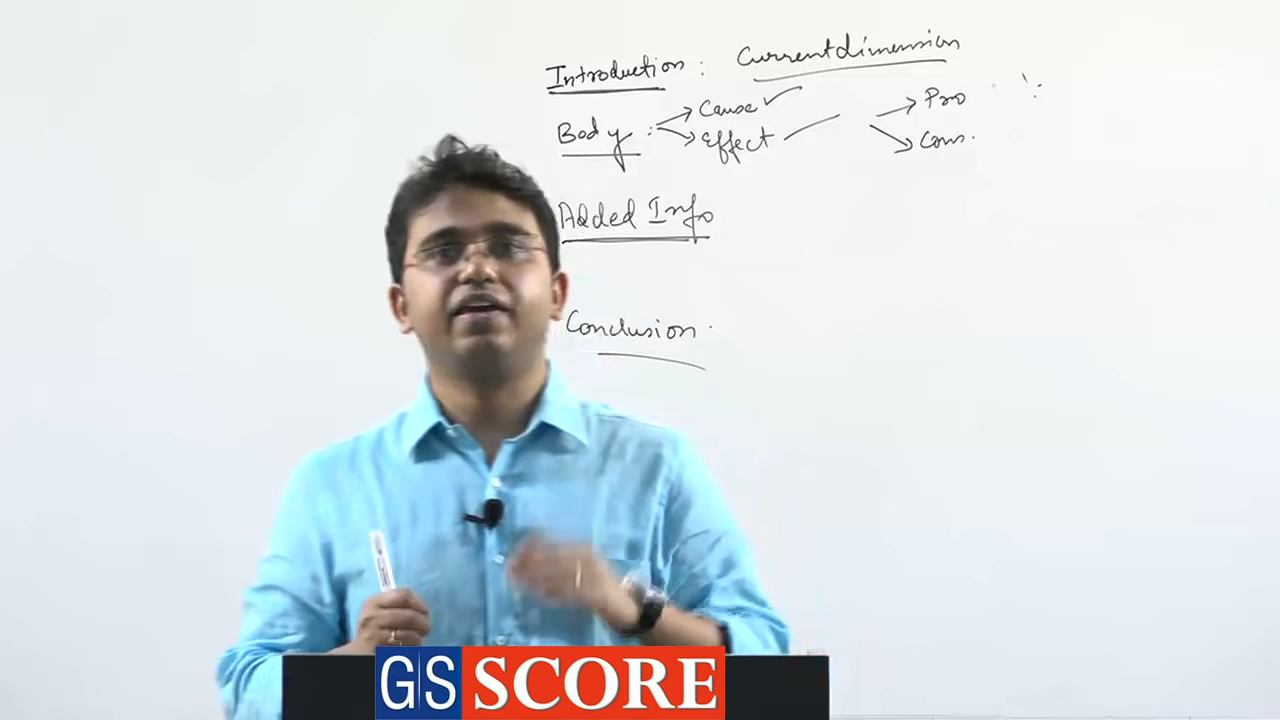 Introduction : Current dimension
Body : → Cause ✓ → Pro
→ Effect → Cons.
Added Info
Conclusion.
GS SCORE